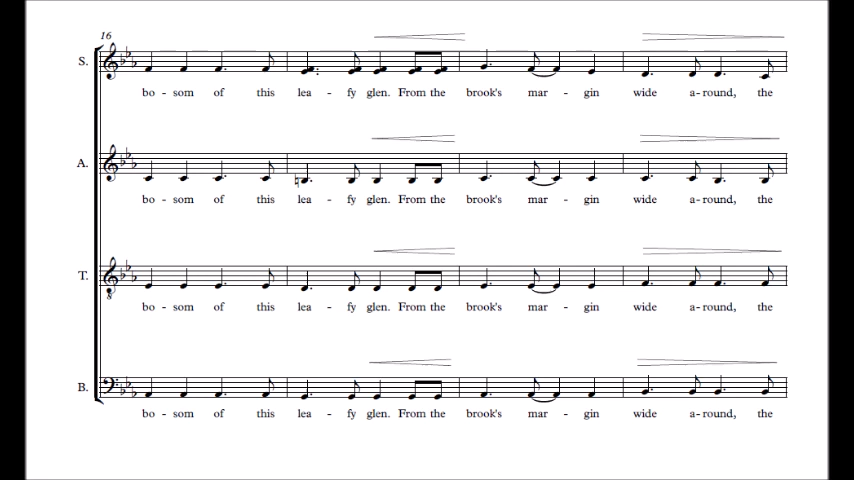 16
S.
bo - som of this lea - fy glen. From the brook's mar - gin wide a - round, the
A.
bo - som of this lea - fy glen. From the brook's mar - gin wide a - round, the
T.
8
bo - som of this lea - fy glen. From the brook's mar - gin wide a - round, the
B.
bo - som of this lea - fy glen. From the brook's mar - gin wide a - round, the